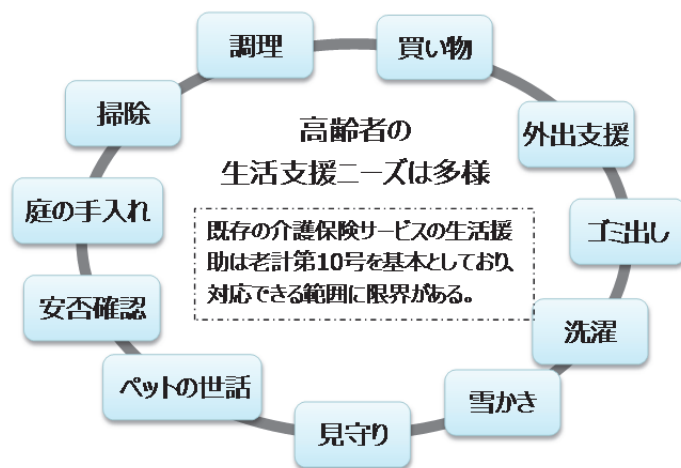 調理
買い物
掃除
外出支援
高齢者の
生活支援ニーズは多様
庭の手入れ
ゴミ出し
既存の介護保険サービスの生活援
助は老計第10号を基本としており、
対応できる範囲に限界がある。
安否確認
洗濯
ペットの世話
雪かき
見守り